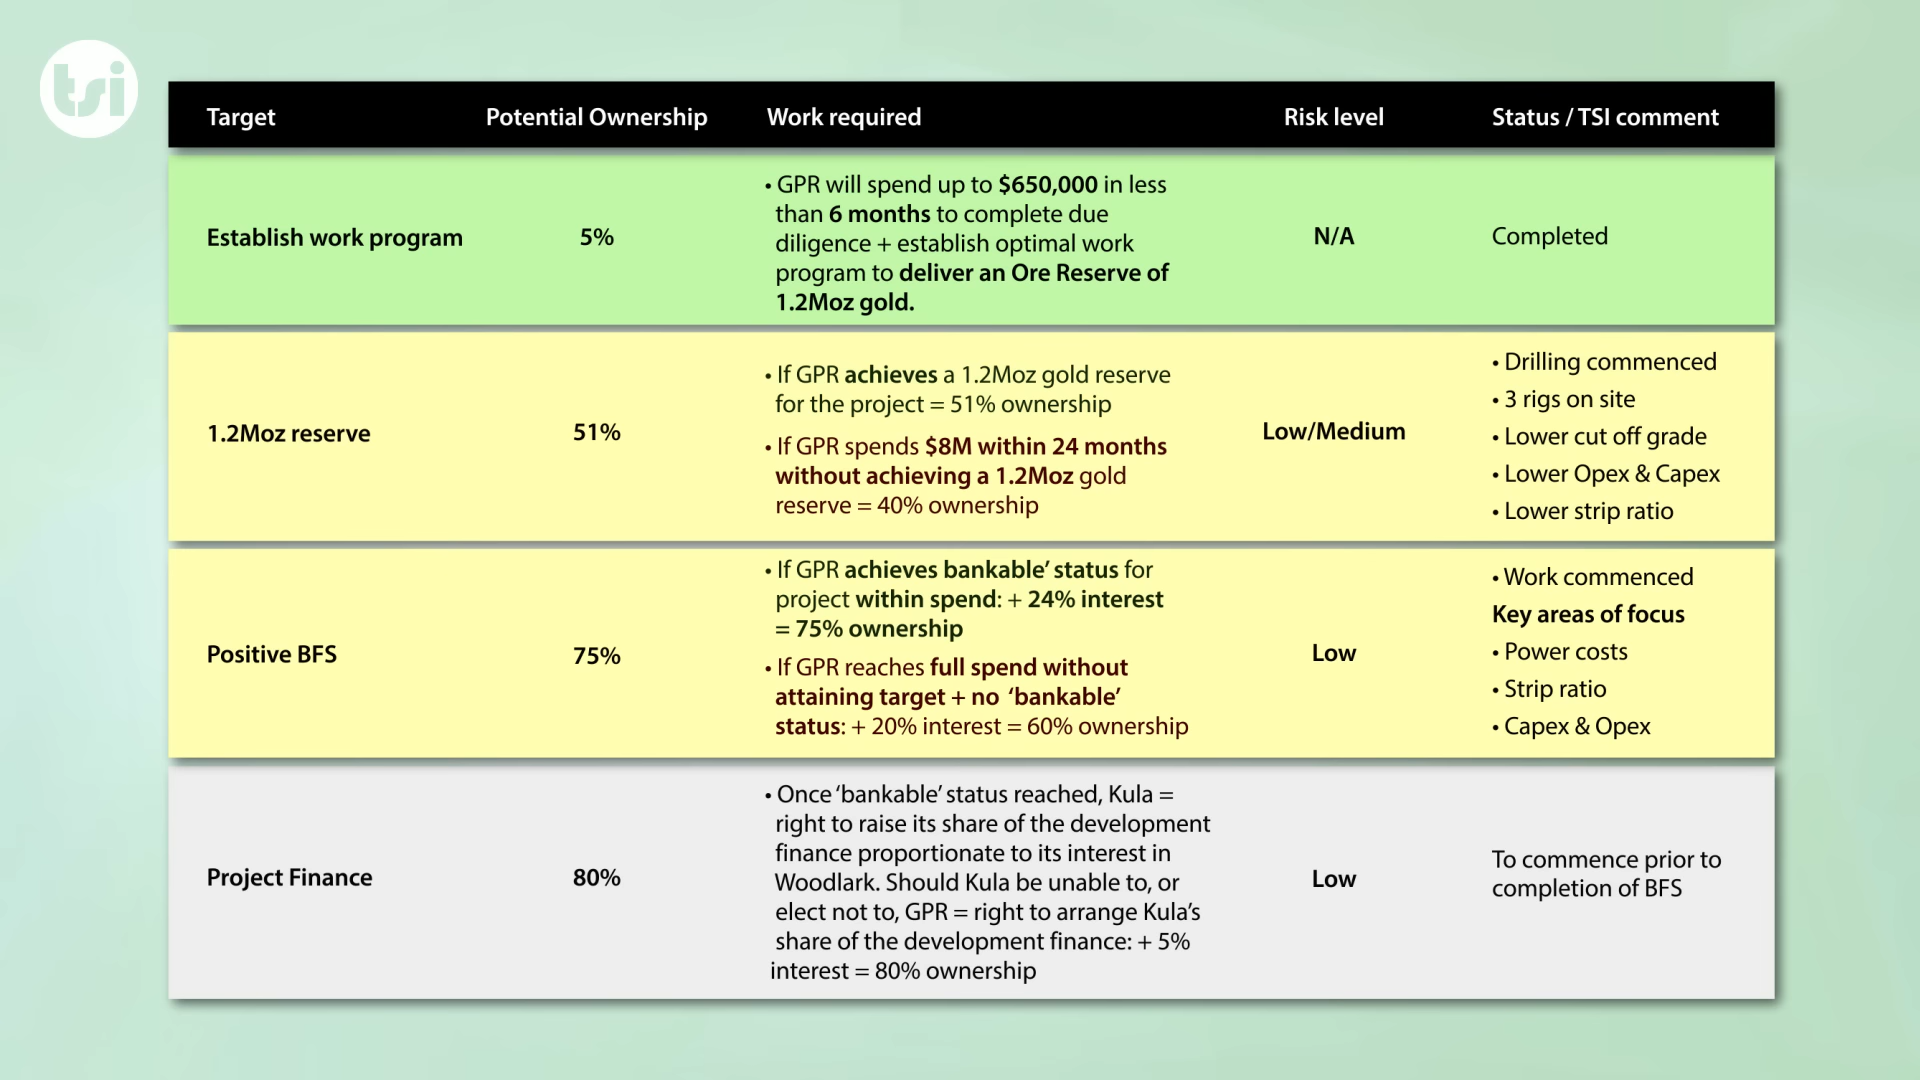 tsi
Target Potential Ownership Work required Risk level Status / TSI comment
Establish work program
5%
• GPR will spend up to $650,000 in less
than 6 months to complete due
diligence + establish optimal work
program to deliver an Ore Reserve of
1.2Moz gold.
N/A
Completed
1.2Moz reserve
51%
• If GPR achieves a 1.2Moz gold reserve
for the project = 51% ownership
• If GPR spends $8M within 24 months
without achieving a 1.2Moz gold
reserve = 40% ownership
Low/Medium
• Drilling commenced
• 3 rigs on site
• Lower cut off grade
• Lower Opex & Capex
• Lower strip ratio
Positive BFS
75%
• If GPR achieves bankable’ status for
project within spend: + 24% interest
= 75% ownership
• If GPR reaches full spend without
attaining target + no ‘bankable’
status: + 20% interest = 60% ownership
Low
• Work commenced
Key areas of focus
• Power costs
• Strip ratio
• Capex & Opex
Project Finance
80%
• Once ‘bankable’ status reached, Kula =
right to raise its share of the development
finance proportionate to its interest in
Woodlark. Should Kula be unable to, or
elect not to, GPR = right to arrange Kula’s
share of the development finance: + 5%
interest = 80% ownership
Low
To commence prior to
completion of BFS